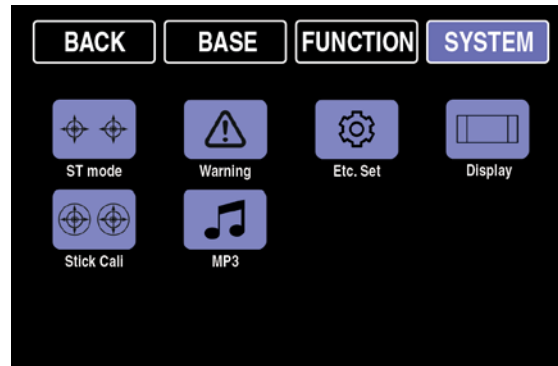 BACK BASE FUNCTION SYSTEM
ST mode Warning Etc. Set Display
Stick Cali MP3